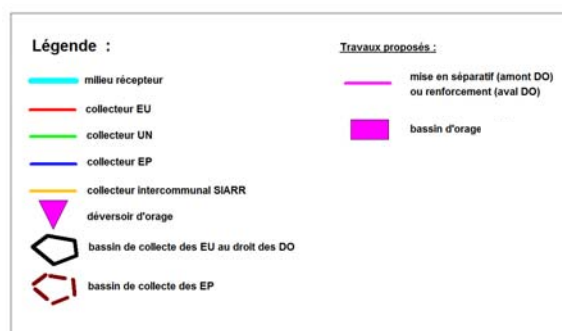 Légende :
milieu récepteur
collecteur EU
collecteur UN
collecteur EP
collecteur intercommunal SIARR
déversoir d'orage
bassin de collecte des EU au droit des DO
bassin de collecte des EP
Travaux proposés :
mise en séparatif (amont DO)
ou renforcement (aval DO)
bassin d'orage